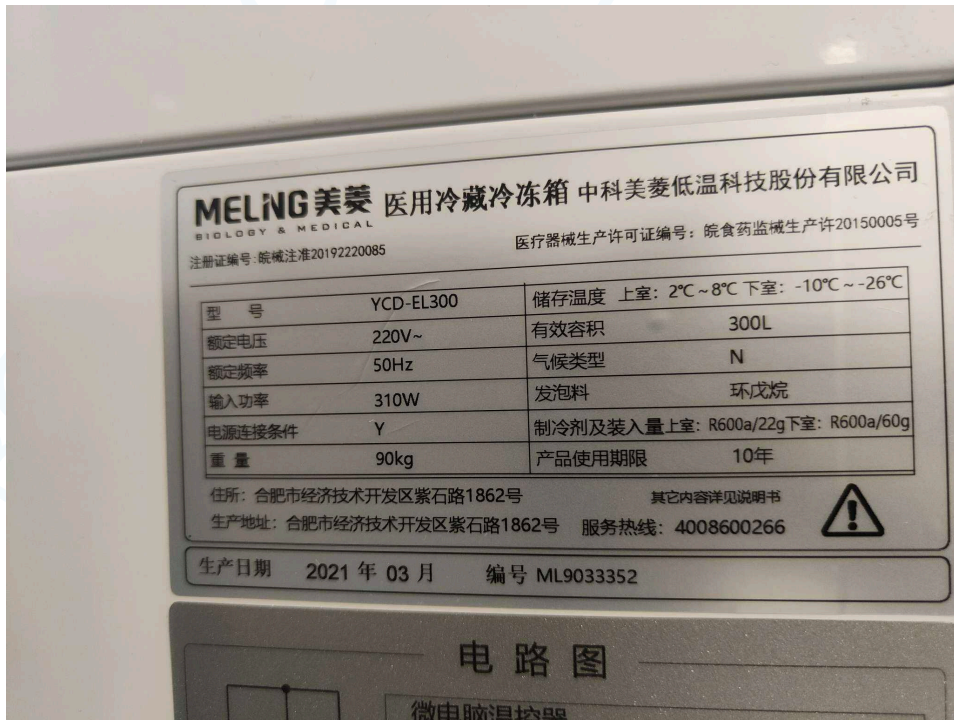 MELING美菱 医用冷藏冷冻箱 中科美菱低温科技股份有限公司
BIOLOGY & MEDICAL
注册证编号:皖械注准20192220085 医疗器械生产许可证编号：皖食药监械生产许20150005号
型 号 YCD-EL300 储存温度 上室：2℃~8℃ 下室：-10℃~-26℃
额定电压 220V~ 有效容积 300L
额定频率 50Hz 气候类型 N
输入功率 310W 发泡料 环戊烷
电源连接条件 Y 制冷剂及装入量 上室：R600a/22g 下室：R600a/60g
重 量 90kg 产品使用期限 10年
住所：合肥市经济技术开发区紫石路1862号 其它内容详见说明书
生产地址：合肥市经济技术开发区紫石路1862号 服务热线：4008600266
生产日期 2021 年 03 月 编号 ML9033352
电路图
微电脑温控器